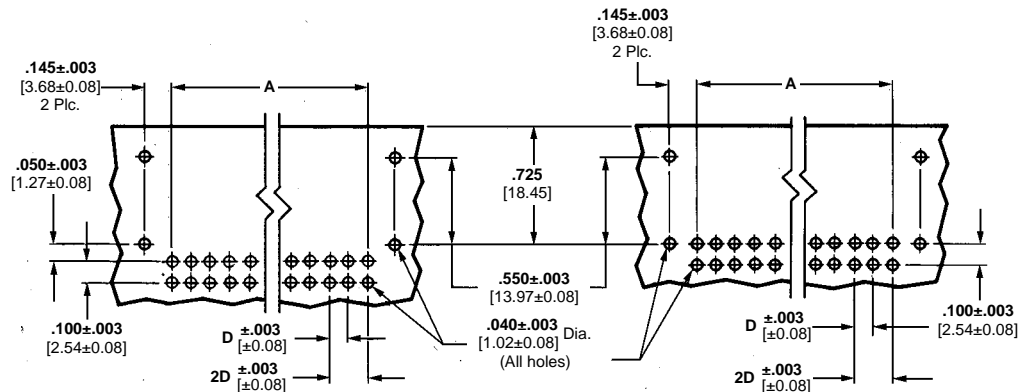 .145±.003
[3.68±0.08]
2 Plc.
.145±.003
[3.68±0.08]
2 Plc.
A
A
.050±.003
[1.27±0.08]
.725
[18.45]
.550±.003
[13.97±0.08]
.100±.003
[2.54±0.08]
D ±.003
[±0.08]
2D ±.003
[±0.08]
.040±.003 Dia.
[1.02±0.08]
(All holes)
D ±.003
[±0.08]
2D ±.003
[±0.08]
.100±.003
[2.54±0.08]